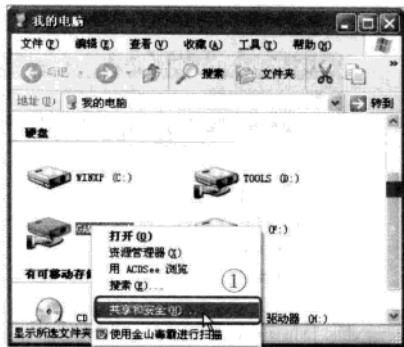 我的电脑
文件(F) 编辑(E) 查看(V) 收藏(A) 工具(T) 帮助(H)
后退 搜索 文件夹
地址(D) 我的电脑 转到
硬盘
WINXP (C:) TOOLS (D:)
(F:)
打开(O)
资源管理器(X)
用 ACDSee 浏览
搜索(E)...
①
有可移动存
CD
共享和安全(H)...
驱动器 (H:)
显示所选文件夹
使用金山毒霸进行扫描